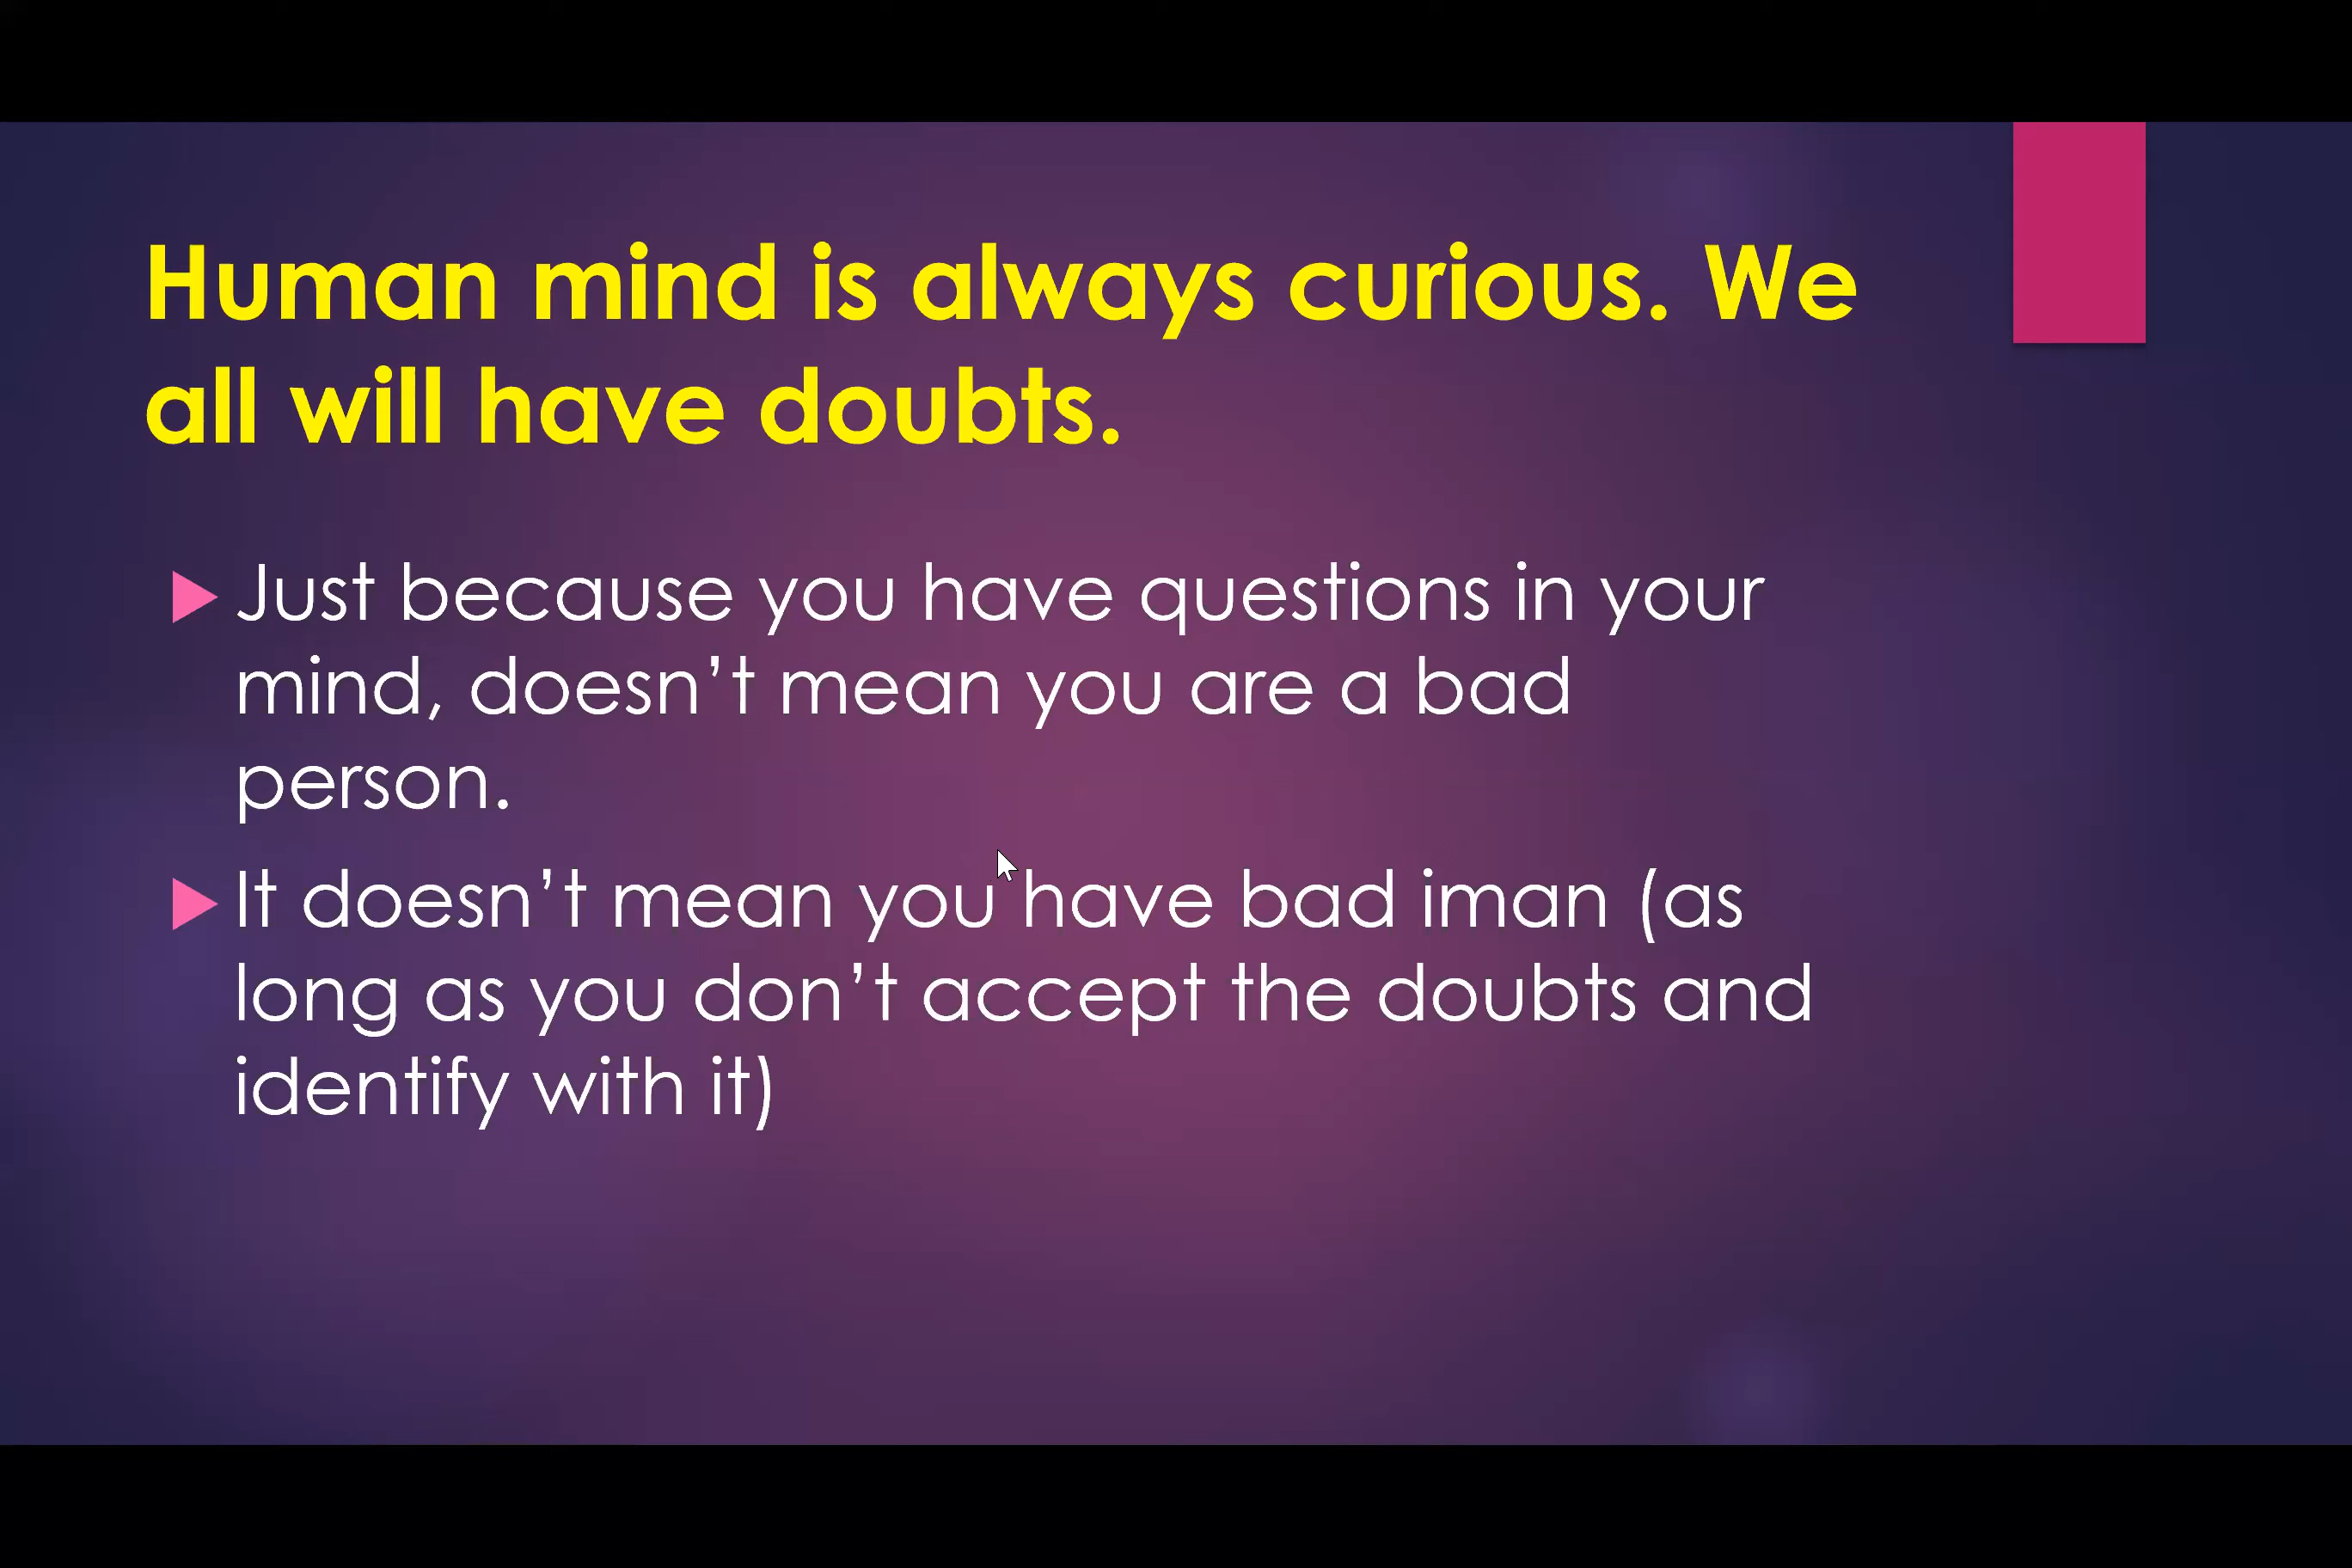 Human mind is always curious. We
all will have doubts.
Just because you have questions in your
mind, doesn’t mean you are a bad
person.
It doesn’t mean you have bad iman (as
long as you don’t accept the doubts and
identify with it)